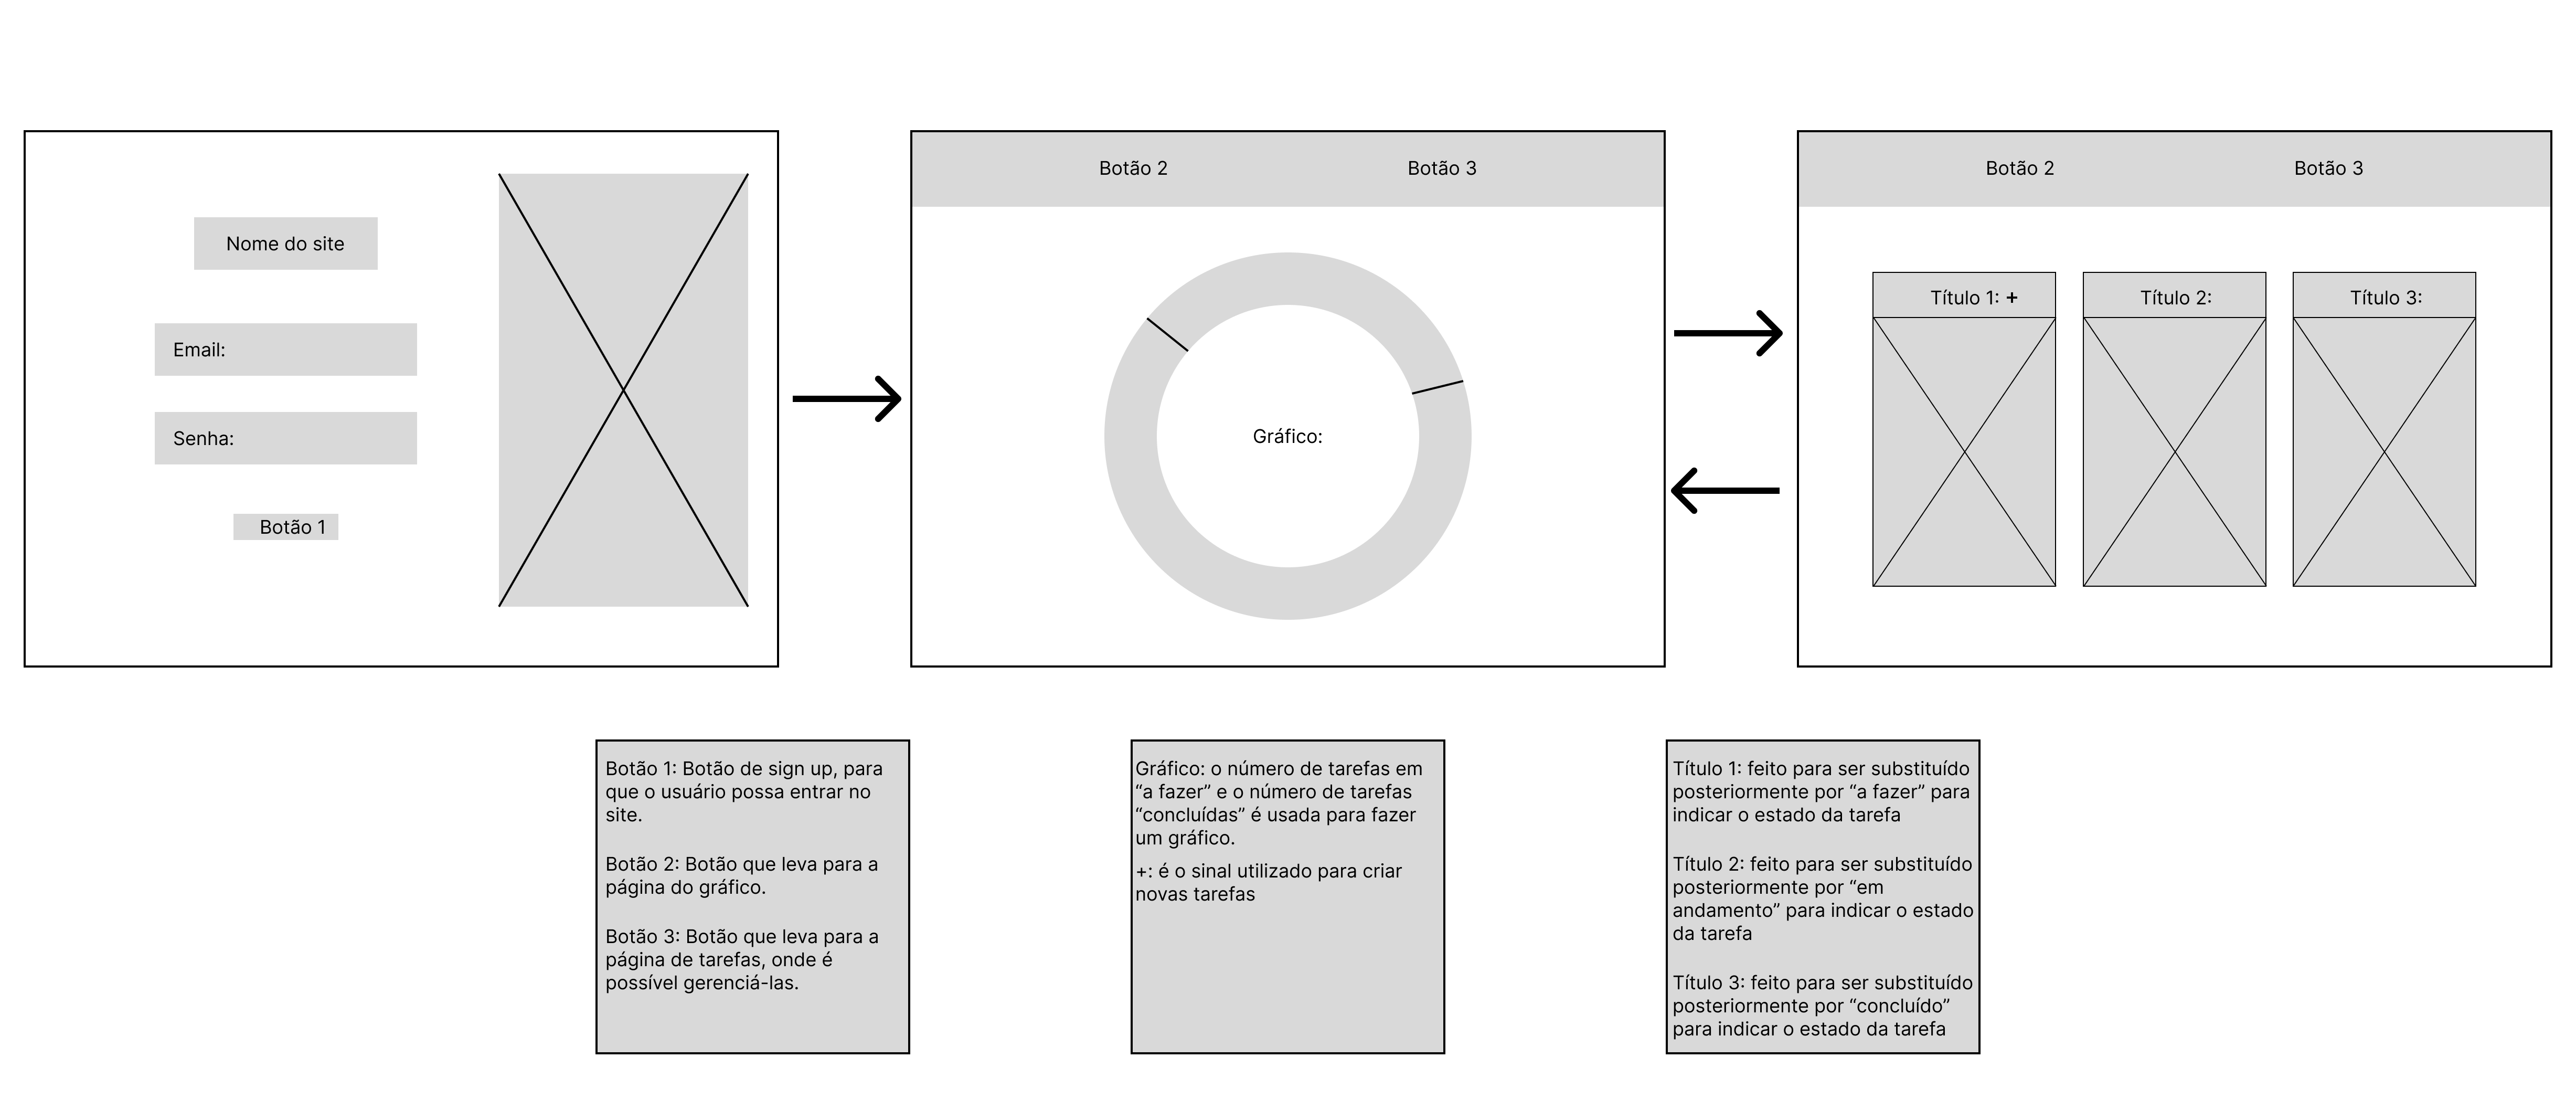 Nome do site
Email:
Senha:
Botão 1
Botão 2
Botão 3
Gráfico:
Botão 2
Botão 3
Título 1: +
Título 2:
Título 3:
Botão 1: Botão de sign up, para
que o usuário possa entrar no
site.
Botão 2: Botão que leva para a
página do gráfico.
Botão 3: Botão que leva para a
página de tarefas, onde é
possível gerenciá-las.
Gráfico: o número de tarefas em
“a fazer” e o número de tarefas
“concluídas” é usada para fazer
um gráfico.
+: é o sinal utilizado para criar
novas tarefas
Título 1: feito para ser substituído
posteriormente por “a fazer” para
indicar o estado da tarefa
Título 2: feito para ser substituído
posteriormente por “em
andamento” para indicar o estado
da tarefa
Título 3: feito para ser substituído
posteriormente por “concluído”
para indicar o estado da tarefa